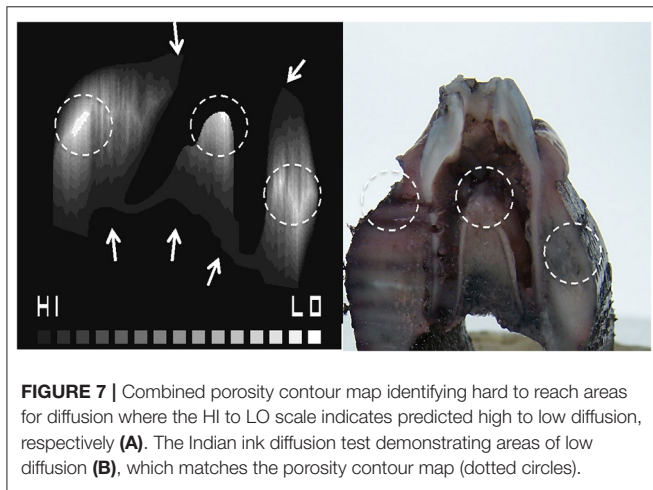 HI LO
FIGURE 7 | Combined porosity contour map identifying hard to reach areas
for diffusion where the HI to LO scale indicates predicted high to low diffusion,
respectively (A). The Indian ink diffusion test demonstrating areas of low
diffusion (B), which matches the porosity contour map (dotted circles).